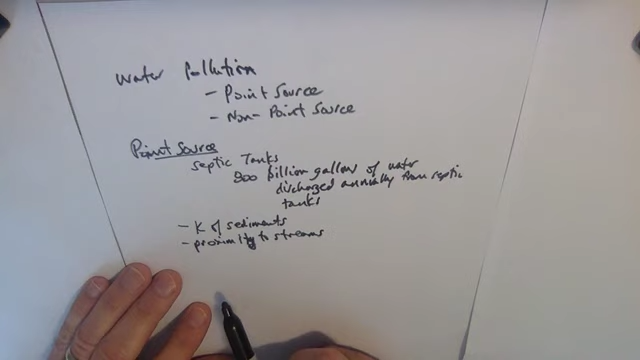 Water Pollution
- Point Source
- Non-Point Source
Point Source
Septic Tanks
800 billion gallons of water
discharged annually from septic
tanks
- K of sediments
- proximity to streams